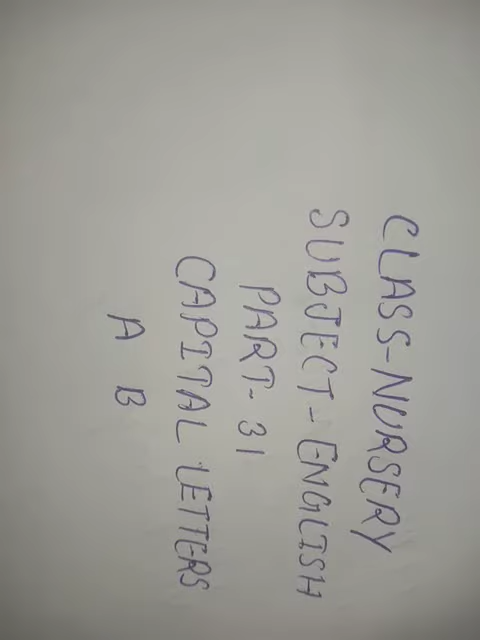 CLASS-NURSERY
SUBJECT-ENGLISH
PART-31
CAPITAL LETTERS
A B